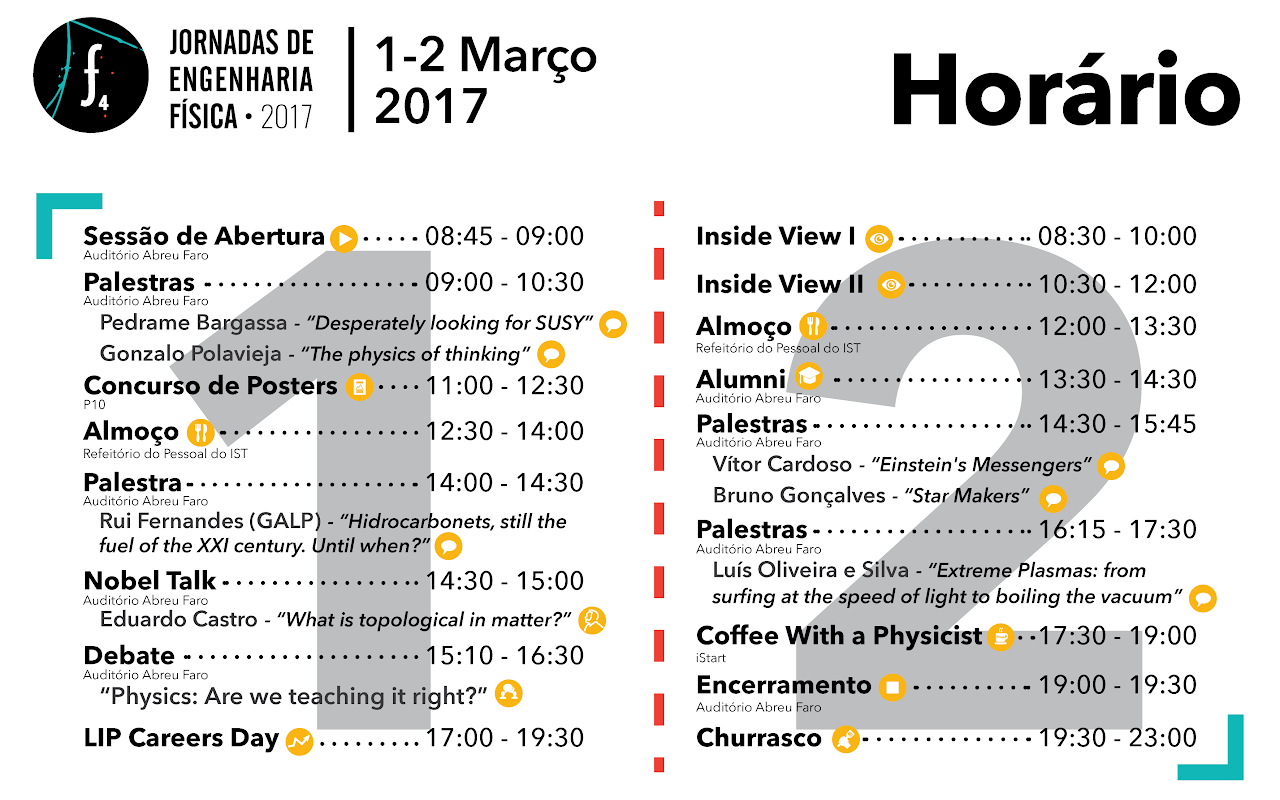 f4
JORNADAS DE
ENGENHARIA
FÍSICA • 2017
1-2 Março
2017
Horário
1
Sessão de Abertura ..... 08:45 - 09:00
Auditório Abreu Faro
Palestras ..................... 09:00 - 10:30
Auditório Abreu Faro
Pedrame Bargassa - “Desperately looking for SUSY”
Gonzalo Polavieja - “The physics of thinking”
Concurso de Posters .... 11:00 - 12:30
P10
Almoço .................... 12:30 - 14:00
Refeitório do Pessoal do IST
Palestra ....................... 14:00 - 14:30
Auditório Abreu Faro
Rui Fernandes (GALP) - “Hidrocarbonets, still the
fuel of the XXI century. Until when?”
Nobel Talk ................... 14:30 - 15:00
Auditório Abreu Faro
Eduardo Castro - “What is topological in matter?”
Debate ....................... 15:10 - 16:30
Auditório Abreu Faro
“Physics: Are we teaching it right?”
LIP Careers Day .......... 17:00 - 19:30
2
Inside View I ............. 08:30 - 10:00
Inside View II ............ 10:30 - 12:00
Almoço .................... 12:00 - 13:30
Refeitório do Pessoal do IST
Alumni .................... 13:30 - 14:30
Auditório Abreu Faro
Palestras ..................... 14:30 - 15:45
Auditório Abreu Faro
Vítor Cardoso - “Einstein's Messengers”
Bruno Gonçalves - “Star Makers”
Palestras ..................... 16:15 - 17:30
Auditório Abreu Faro
Luís Oliveira e Silva - “Extreme Plasmas: from
surfing at the speed of light to boiling the vacuum”
Coffee With a Physicist .. 17:30 - 19:00
iStart
Encerramento ............ 19:00 - 19:30
Auditório Abreu Faro
Churrasco ................. 19:30 - 23:00